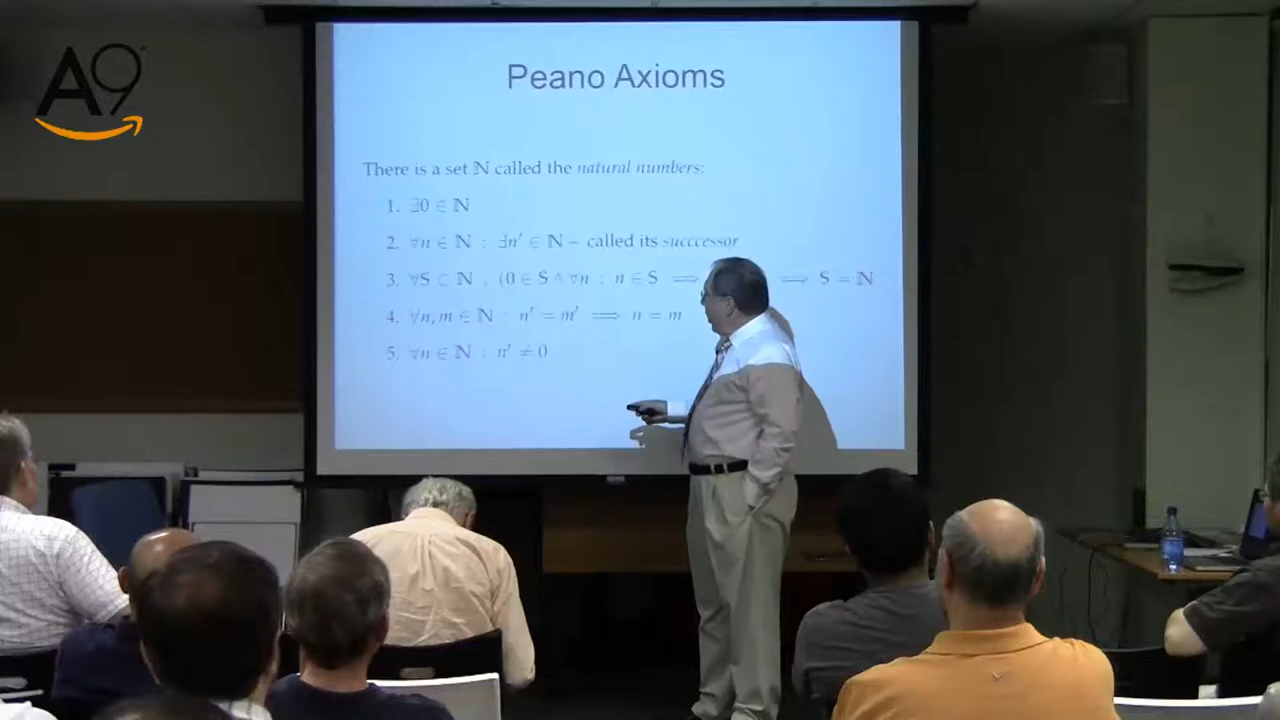 A9
Peano Axioms
There is a set ℕ called the natural numbers:
1. ∃0 ∈ ℕ
2. ∀n ∈ ℕ : ∃n′ ∈ ℕ – called its successor
3. ∀S ⊂ ℕ : (0 ∈ S ∧ ∀n : n ∈ S ⟹ ⟹ S = ℕ
4. ∀n, m ∈ ℕ : n′ = m′ ⟹ n = m
5. ∀n ∈ ℕ : n′ ≠ 0